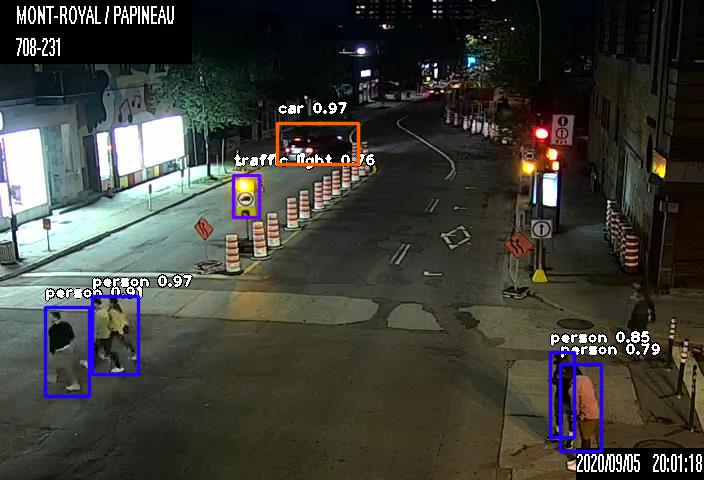 MONT-ROYAL / PAPINEAU
708-231
car 0.97
traffic light 0.76
person 0.97
person 0.91
person 0.85
person 0.79
2020/09/05 20:01:18